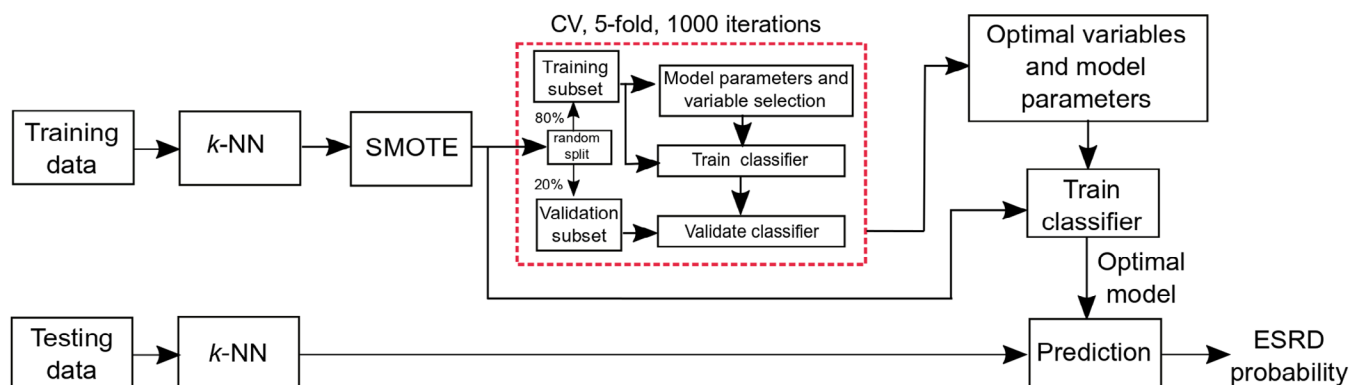 CV, 5-fold, 1000 iterations
Training
subset
Model parameters and
variable selection
Optimal variables
and model
parameters
Training
data
k-NN
SMOTE
80%
random
split
20%
Train classifier
Validation
subset
Validate classifier
Train
classifier
Optimal
model
Testing
data
k-NN
Prediction
ESRD
probability